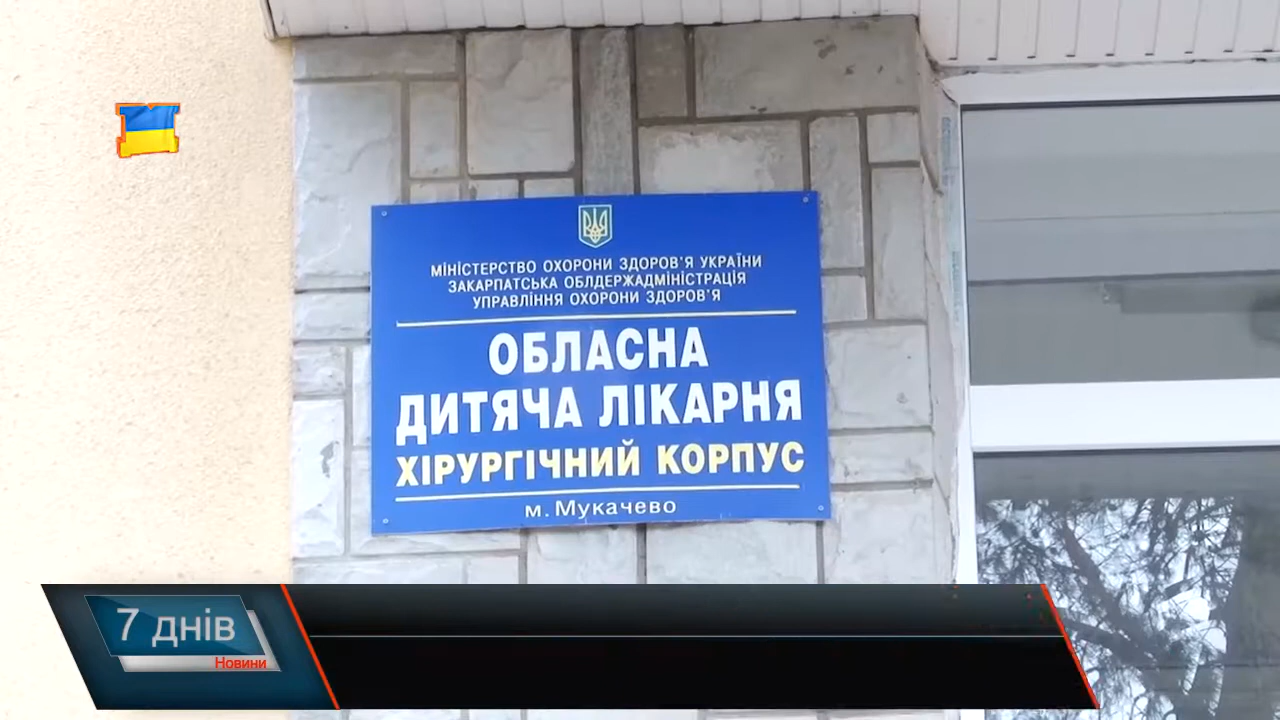 МІНІСТЕРСТВО ОХОРОНИ ЗДОРОВ'Я УКРАЇНИ
ЗАКАРПАТСЬКА ОБЛДЕРЖАДМІНІСТРАЦІЯ
УПРАВЛІННЯ ОХОРОНИ ЗДОРОВ'Я
ОБЛАСНА
ДИТЯЧА ЛІКАРНЯ
ХІРУРГІЧНИЙ КОРПУС
м. Мукачево
7 днів
Новини